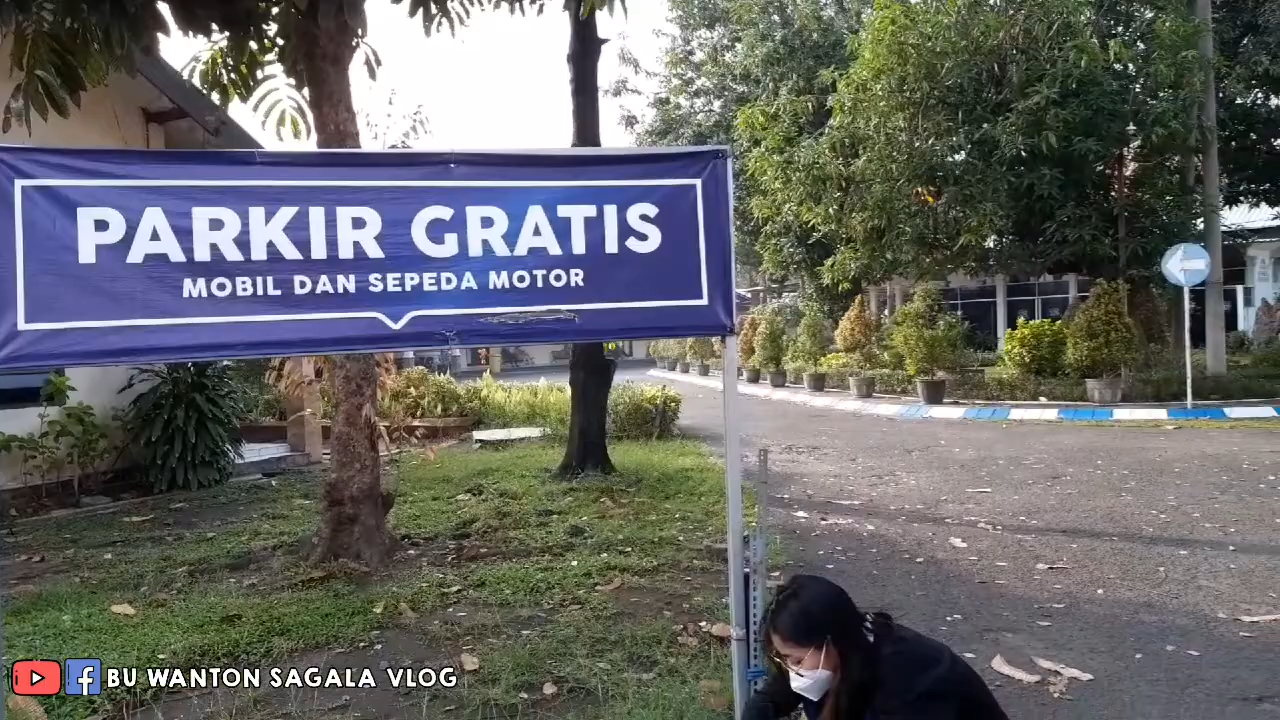 PARKIR GRATIS
MOBIL DAN SEPEDA MOTOR
BU WANTON SAGALA VLOG